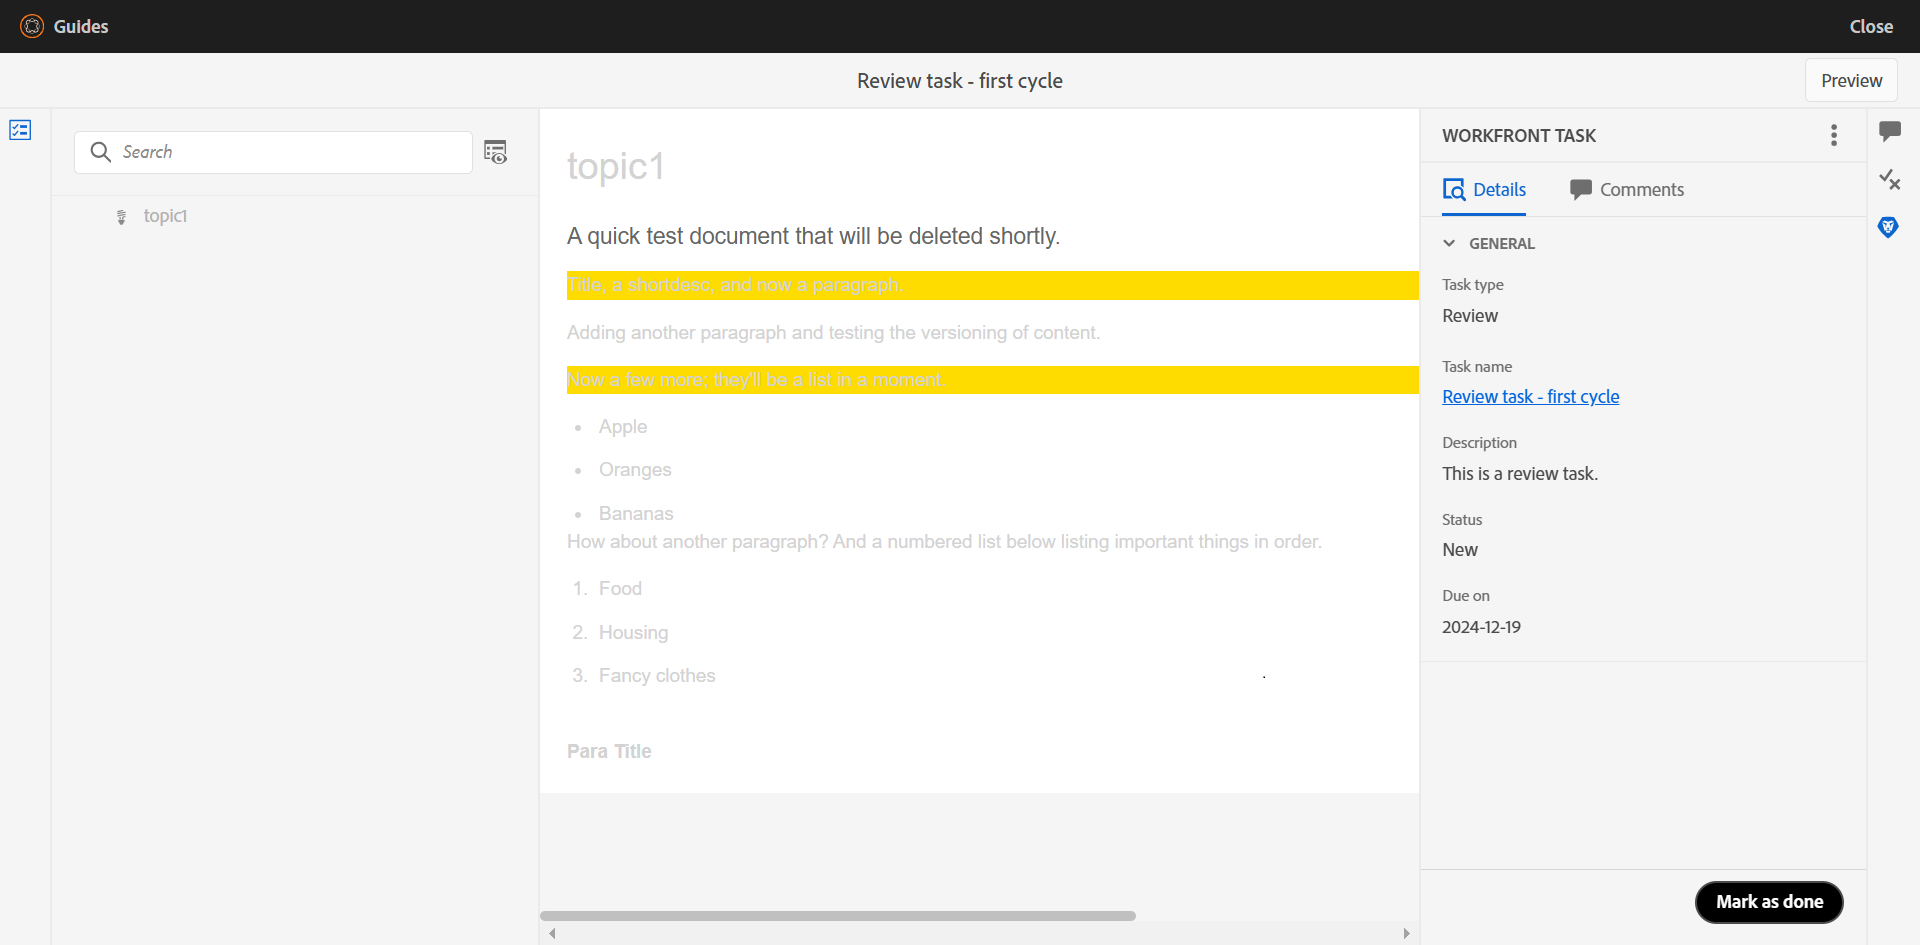 Guides
Close
Review task - first cycle
Preview
Search
topic1
topic1
A quick test document that will be deleted shortly.
Title, a shortdesc, and now a paragraph.
Adding another paragraph and testing the versioning of content.
Now a few more; they'll be a list in a moment.
• Apple
• Oranges
• Bananas
How about another paragraph? And a numbered list below listing important things in order.
1. Food
2. Housing
3. Fancy clothes
Para Title
WORKFRONT TASK
Details
Comments
GENERAL
Task type
Review
Task name
Review task - first cycle
Description
This is a review task.
Status
New
Due on
2024-12-19
Mark as done